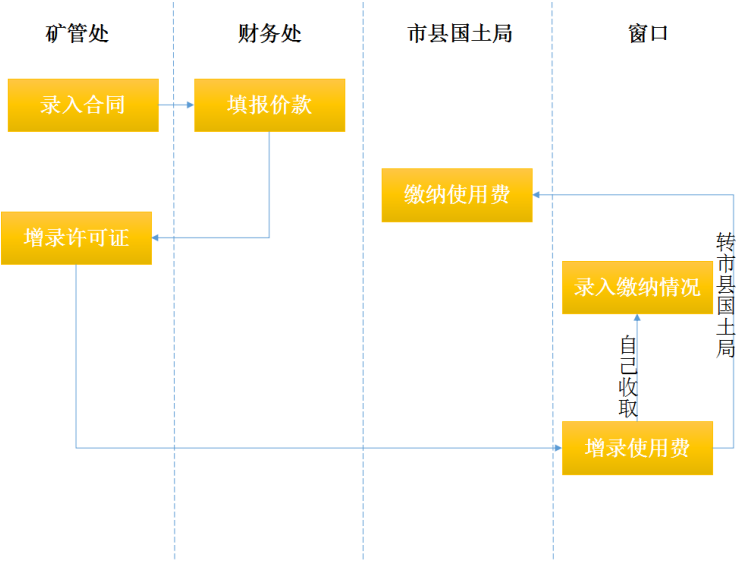 矿管处
财务处
市县国土局
窗口
录入合同
填报价款
缴纳使用费
增录许可证
转市县国土局
录入缴纳情况
自己收取
增录使用费